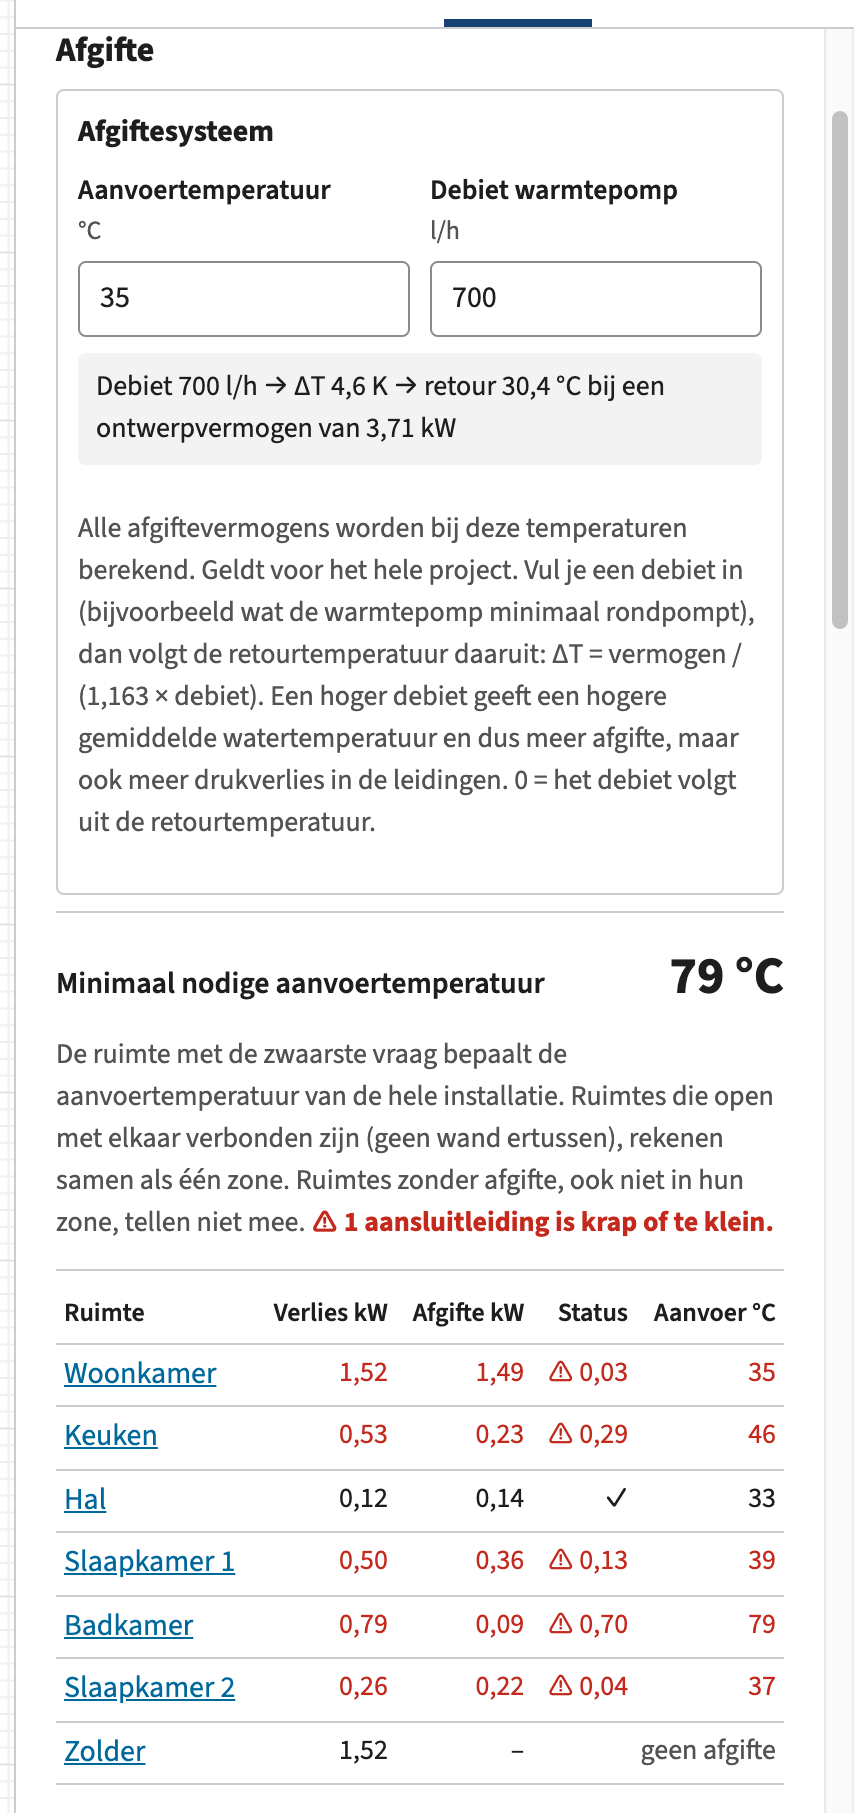 Afgifte
Afgiftesysteem
Aanvoertemperatuur
°C
35
Debiet warmtepomp
l/h
700
Debiet 700 l/h → ΔT 4,6 K → retour 30,4 °C bij een
ontwerpvermogen van 3,71 kW
Alle afgiftevermogens worden bij deze temperaturen
berekend. Geldt voor het hele project. Vul je een debiet in
(bijvoorbeeld wat de warmtepomp minimaal rondpompt),
dan volgt de retourtemperatuur daaruit: ΔT = vermogen /
(1,163 × debiet). Een hoger debiet geeft een hogere
gemiddelde watertemperatuur en dus meer afgifte, maar
ook meer drukverlies in de leidingen. 0 = het debiet volgt
uit de retourtemperatuur.
Minimaal nodige aanvoertemperatuur 79 °C
De ruimte met de zwaarste vraag bepaalt de
aanvoertemperatuur van de hele installatie. Ruimtes die open
met elkaar verbonden zijn (geen wand ertussen), rekenen
samen als één zone. Ruimtes zonder afgifte, ook niet in hun
zone, tellen niet mee. ⚠ 1 aansluitleiding is krap of te klein.
Ruimte Verlies kW Afgifte kW Status Aanvoer °C
Woonkamer 1,52 1,49 ⚠ 0,03 35
Keuken 0,53 0,23 ⚠ 0,29 46
Hal 0,12 0,14 ✓ 33
Slaapkamer 1 0,50 0,36 ⚠ 0,13 39
Badkamer 0,79 0,09 ⚠ 0,70 79
Slaapkamer 2 0,26 0,22 ⚠ 0,04 37
Zolder 1,52 – geen afgifte